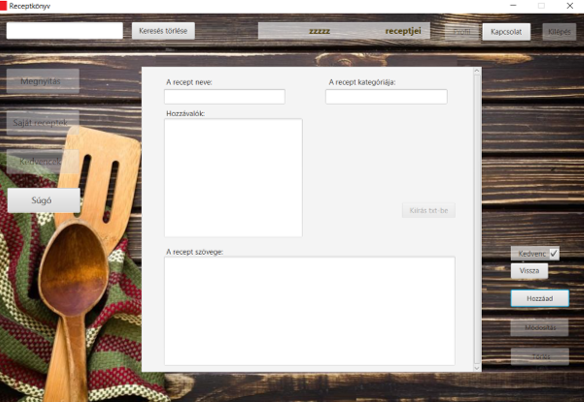 Receptkönyv
Keresés törlése
zzzzz receptjei
Profil
Kapcsolat
Kilépés
Megnyitás
Saját receptek
Kedvencek
Súgó
A recept neve:
A recept kategóriája:
Hozzávalók:
Kiírás txt-be
A recept szövege:
Kedvenc
Vissza
Hozzáad
Módosítás
Törlés